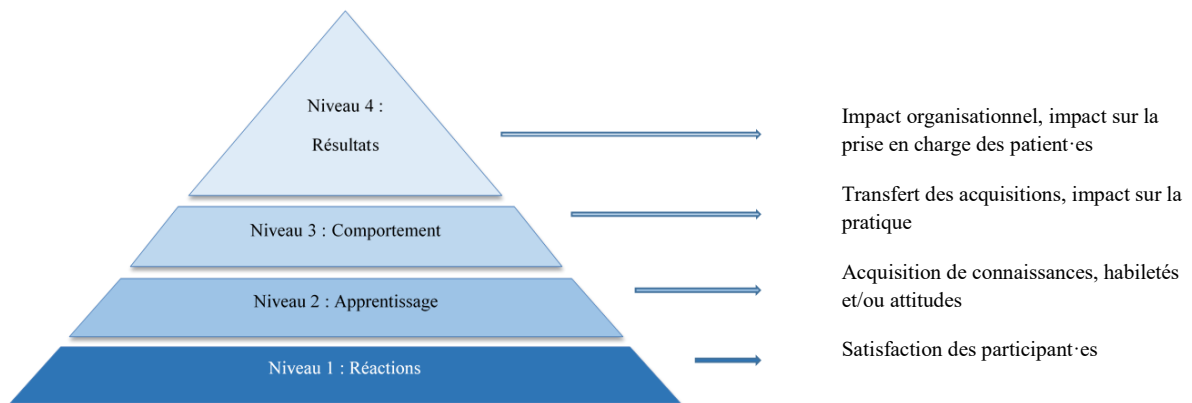 Niveau 4 :
Résultats
Impact organisationnel, impact sur la
prise en charge des patient·es
Niveau 3 : Comportement
Transfert des acquisitions, impact sur la
pratique
Niveau 2 : Apprentissage
Acquisition de connaissances, habiletés
et/ou attitudes
Niveau 1 : Réactions
Satisfaction des participant·es